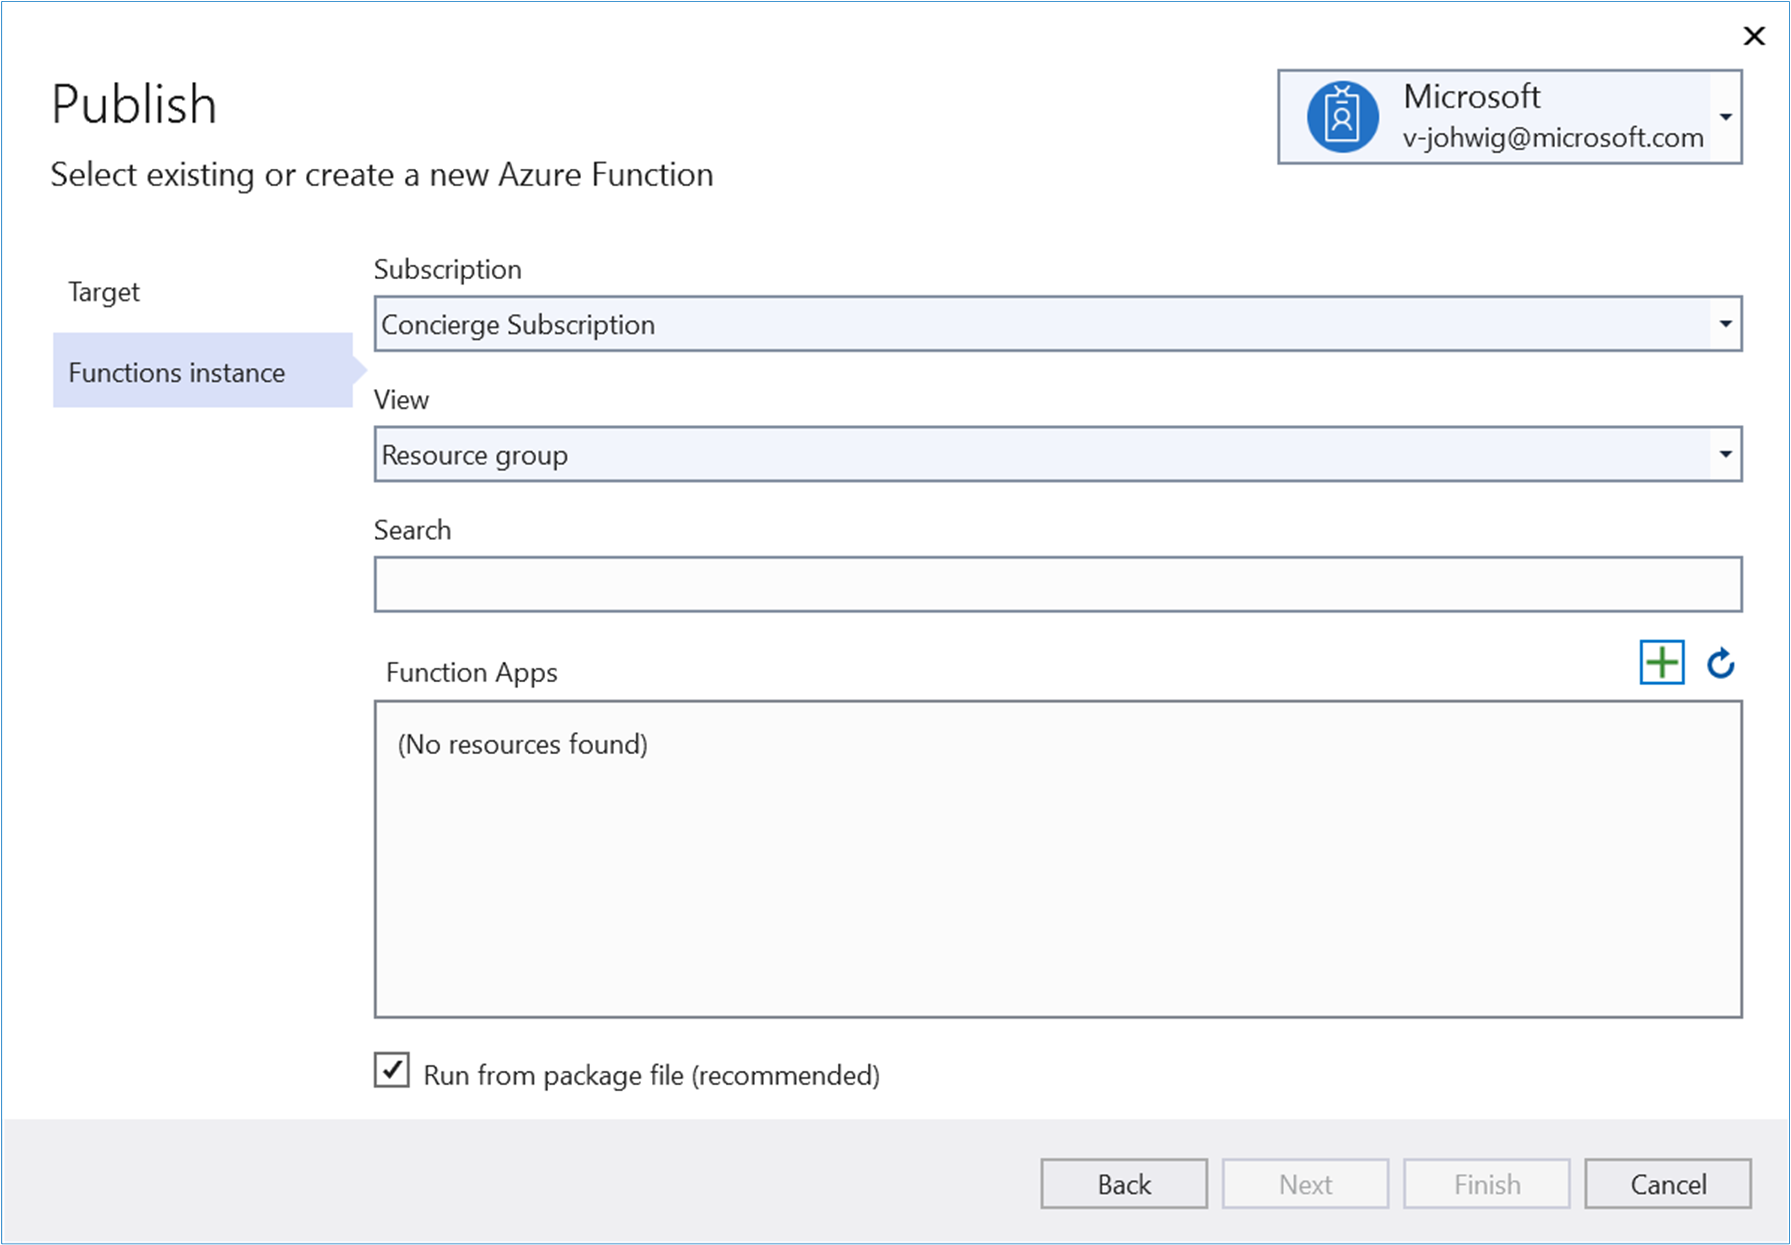 Publish
Select existing or create a new Azure Function
Microsoft
v-johwig@microsoft.com
Target
Functions instance
Subscription
Concierge Subscription
View
Resource group
Search
Function Apps
(No resources found)
Run from package file (recommended)
Back
Next
Finish
Cancel